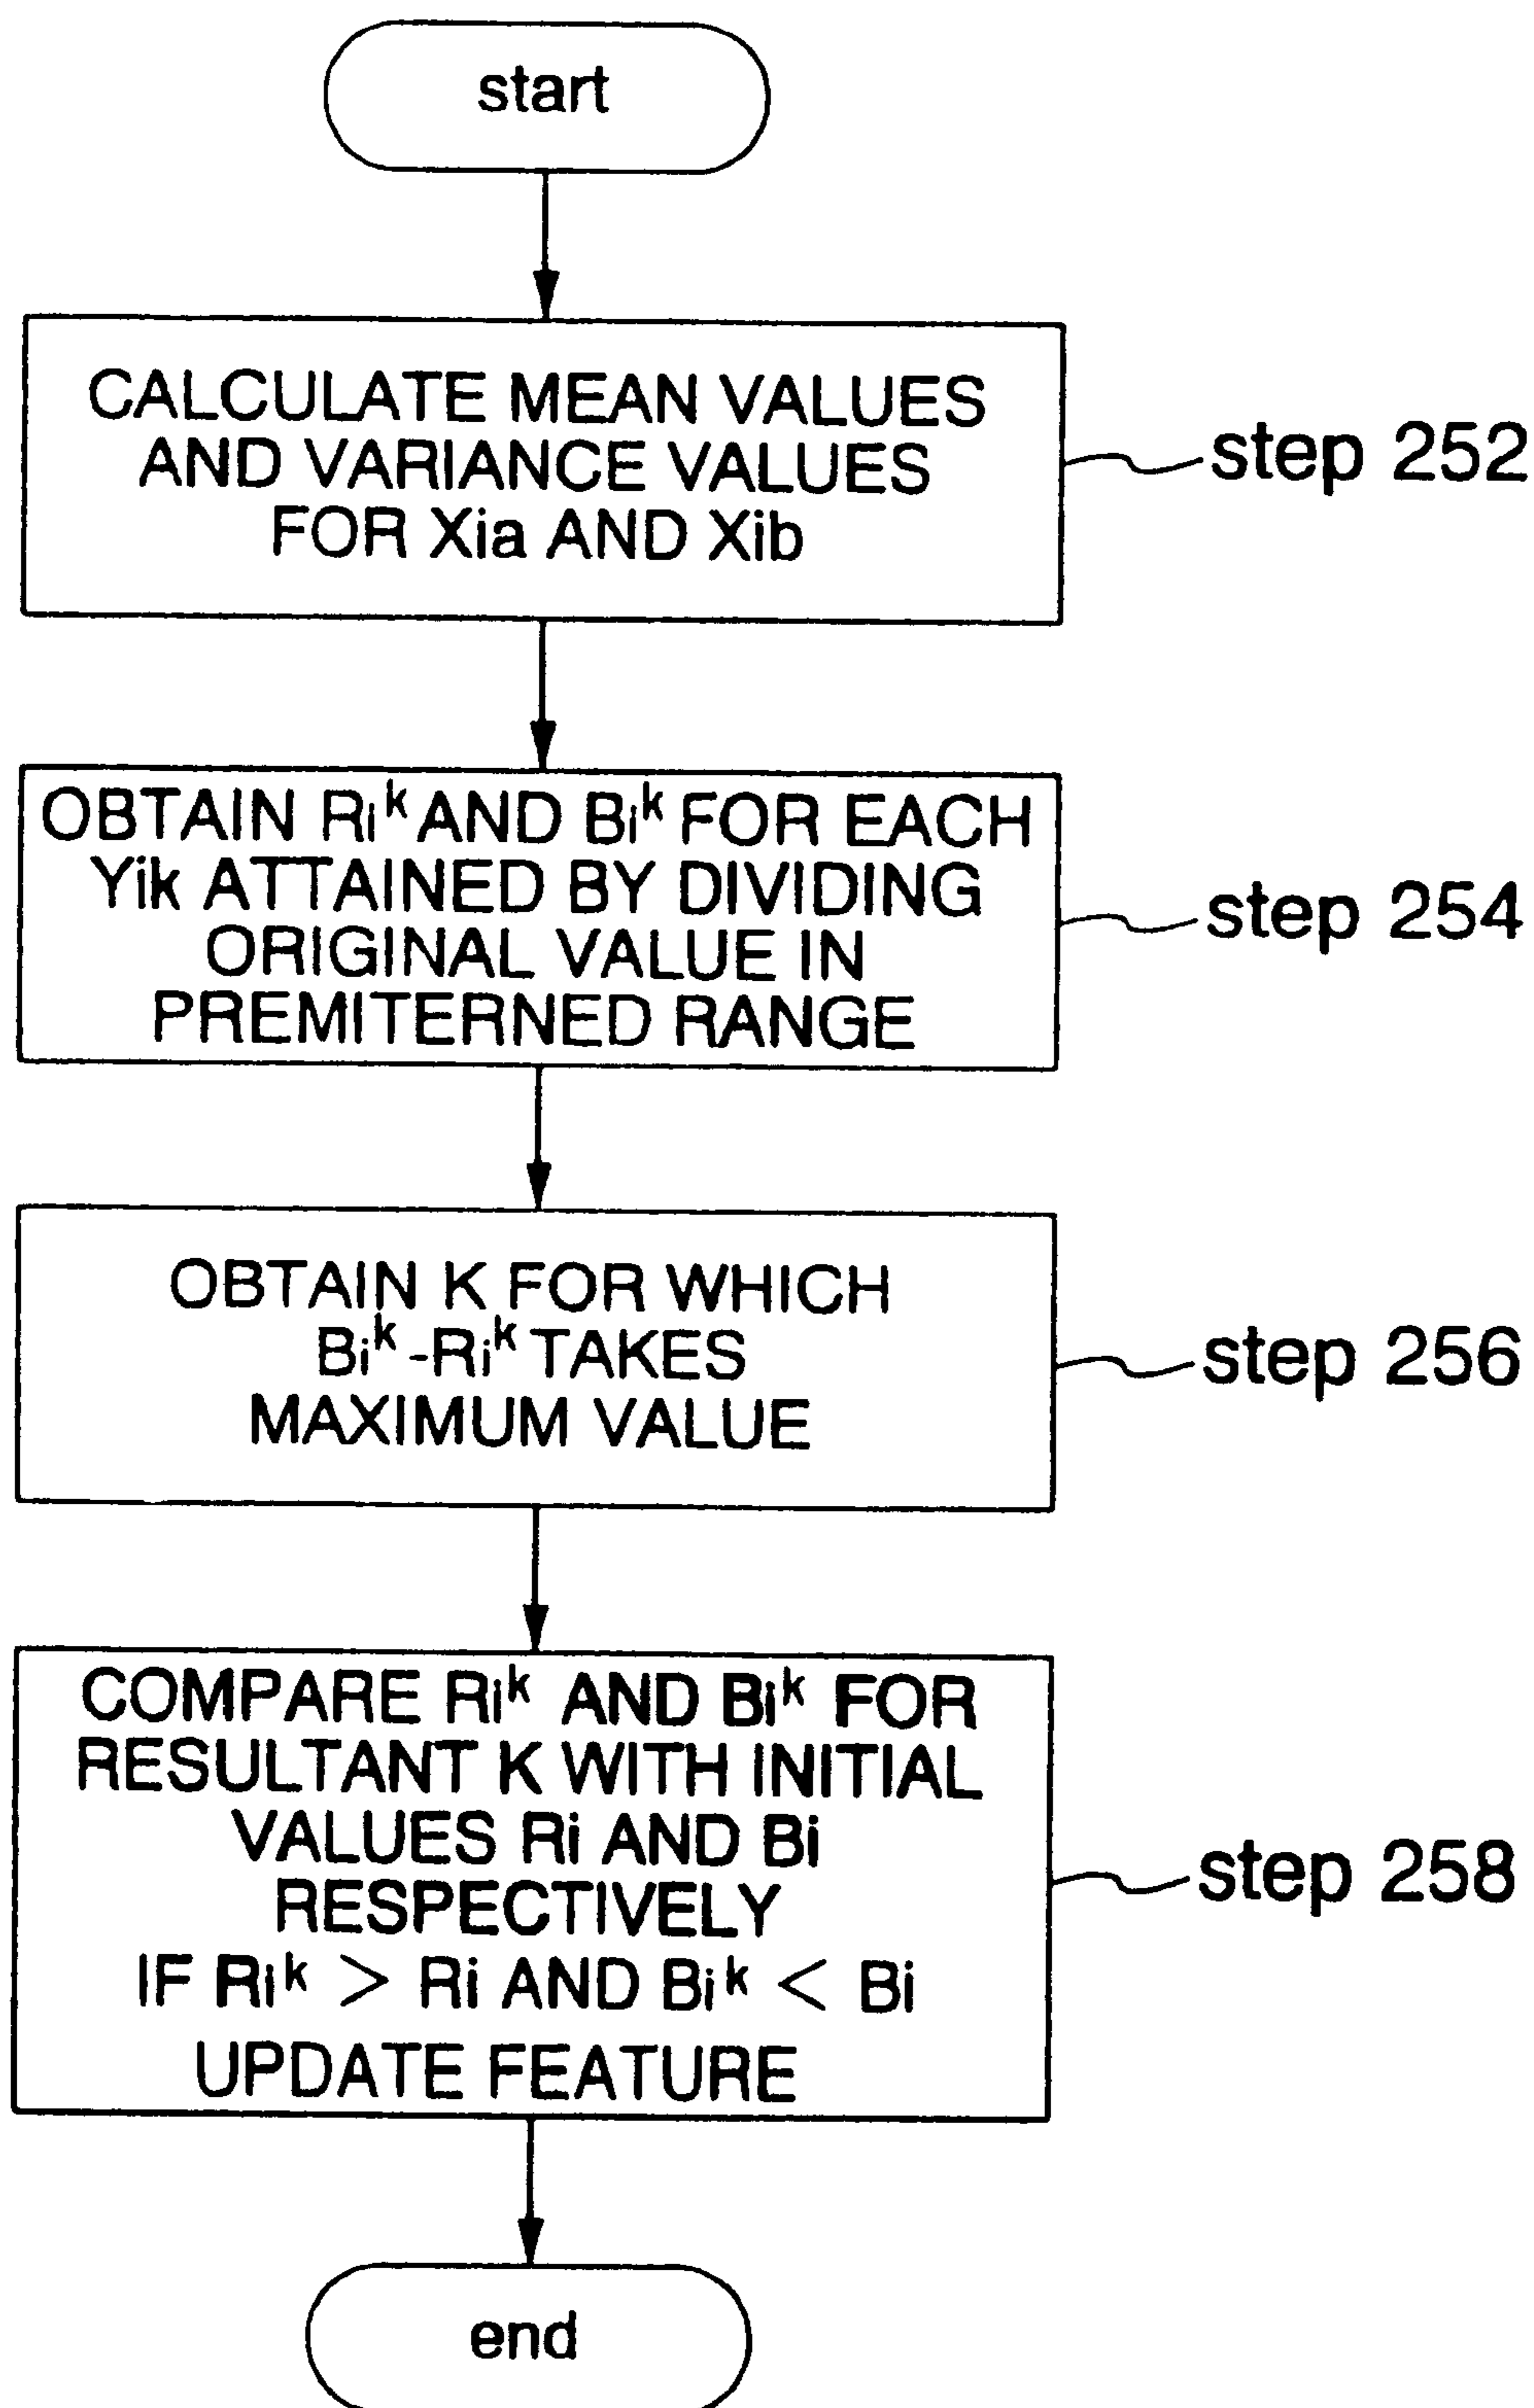 start
CALCULATE MEAN VALUES
AND VARIANCE VALUES
FOR Xia AND Xib
step 252
OBTAIN Ri^k AND Bi^k FOR EACH
Yik ATTAINED BY DIVIDING
ORIGINAL VALUE IN
PREMITERNED RANGE
step 254
OBTAIN K FOR WHICH
Bi^k -Ri^k TAKES
MAXIMUM VALUE
step 256
COMPARE Ri^k AND Bi^k FOR
RESULTANT K WITH INITIAL
VALUES Ri AND Bi
RESPECTIVELY
IF Ri^k > Ri AND Bi^k < Bi
UPDATE FEATURE
step 258
end